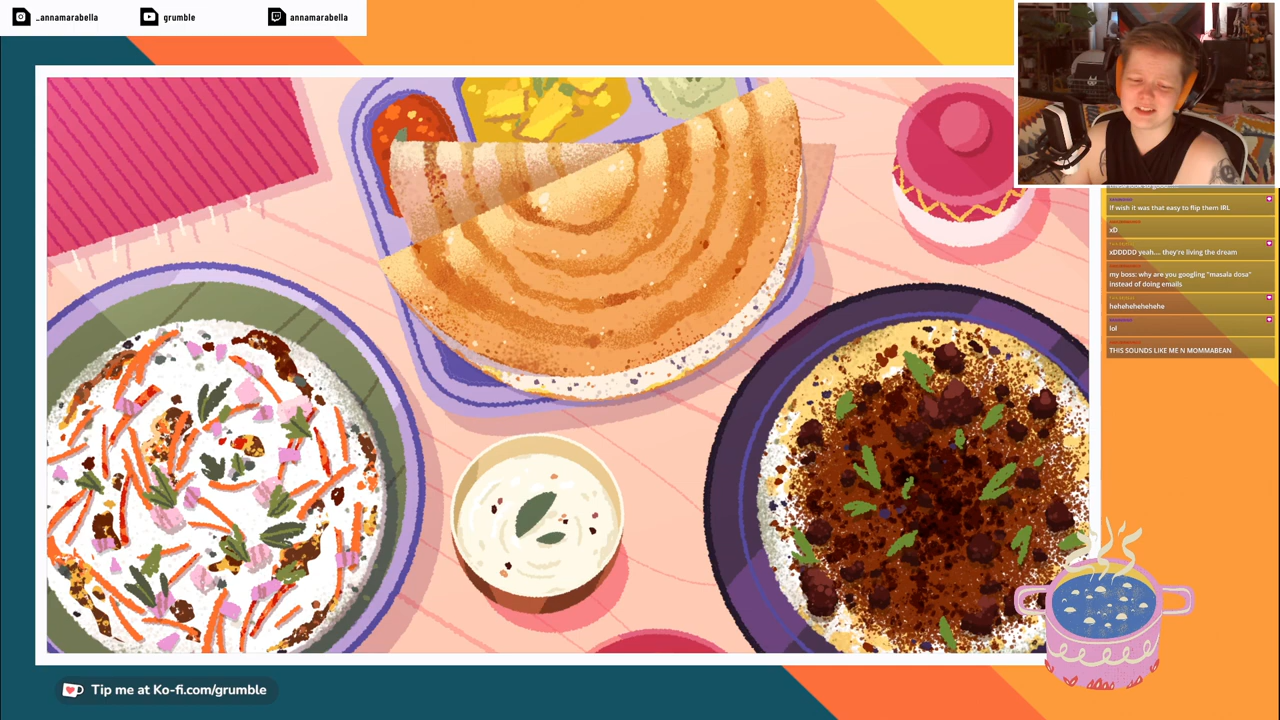 _annamarabella
grumble
annamarabella
if wish it was that easy to flip them IRL
xD
xDDDDD yeah.... they're living the dream
my boss: why are you googling "masala dosa"
instead of doing emails
hehehehehehehe
lol
THIS SOUNDS LIKE ME N MOMMABEAN
Tip me at Ko-fi.com/grumble